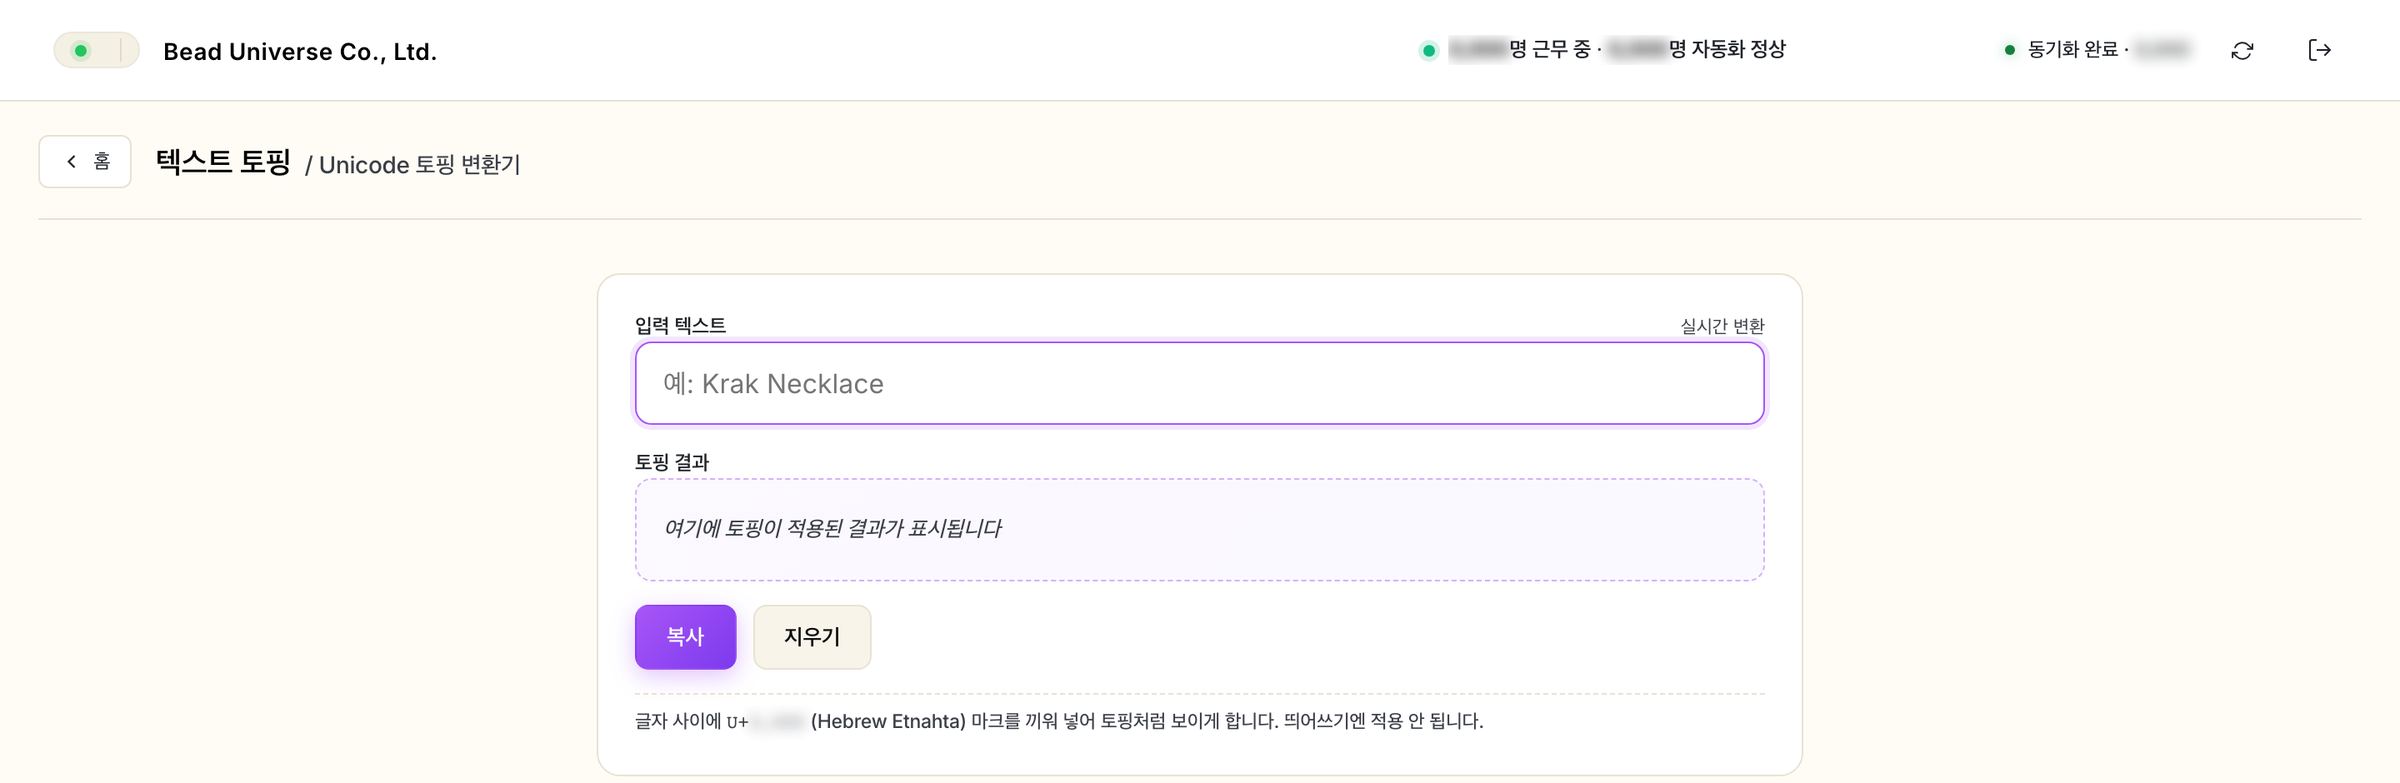 Bead Universe Co., Ltd.
명 근무 중 · 명 자동화 정상
동기화 완료 ·
홈
텍스트 토핑 / Unicode 토핑 변환기
입력 텍스트
실시간 변환
예: Krak Necklace
토핑 결과
여기에 토핑이 적용된 결과가 표시됩니다
복사
지우기
글자 사이에 U+ (Hebrew Etnahta) 마크를 끼워 넣어 토핑처럼 보이게 합니다. 띄어쓰기엔 적용 안 됩니다.